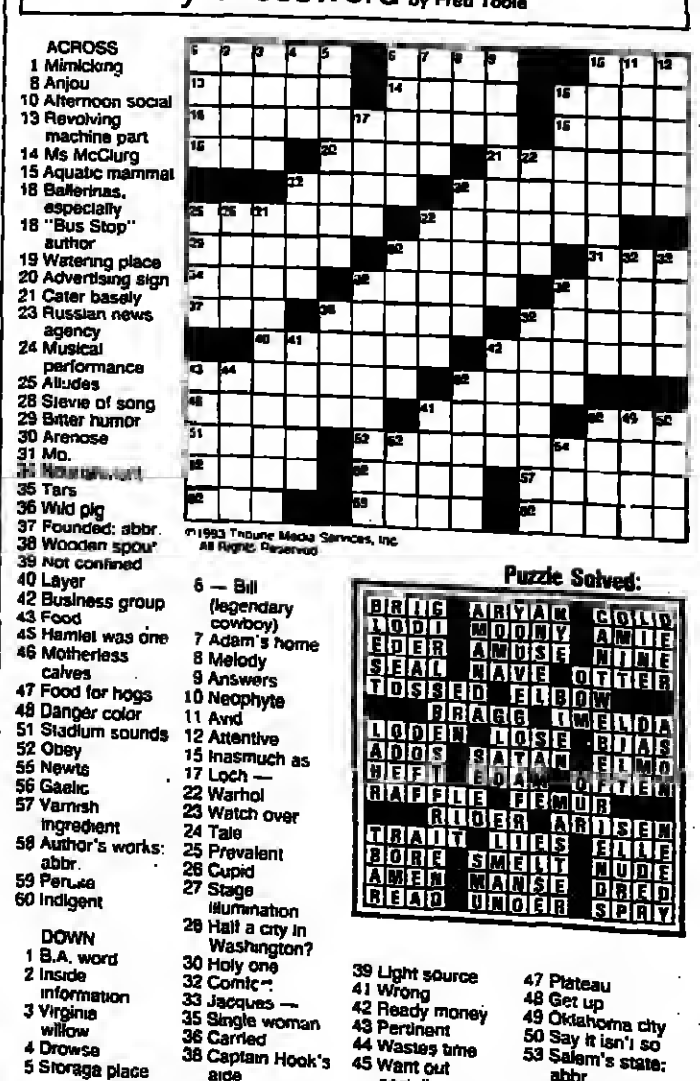 by Fred Toole
ACROSS
1 Mimicking
8 Anjou
10 Afternoon social
13 Revolving
machine part
14 Ms McClurg
15 Aquatic mammal
18 Ballerinas,
especially
18 "Bus Stop"
author
19 Watering place
20 Advertising sign
21 Cater basely
23 Russian news
agency
24 Musical
performance
25 Alludes
28 Stevie of song
29 Bitter humor
30 Arenose
31 Mo.
35 Tars
36 Wild pig
37 Founded: abbr.
38 Wooden spout
39 Not confined
40 Layer
42 Business group
43 Food
45 Hamlet was one
46 Motherless
calves
47 Food for hogs
48 Danger color
51 Stadium sounds
52 Obey
55 Newts
56 Gaelic
57 Varnish
ingredient
58 Author's works:
abbr.
59 Peruse
60 Indigent
DOWN
1 B.A. word
2 Inside
information
3 Virginia
willow
4 Drowse
5 Storage place
©1993 Tribune Media Services, Inc.
All Rights Reserved
6 — Bill
(legendary
cowboy)
7 Adam's home
8 Melody
9 Answers
10 Neophyte
11 Avid
12 Attentive
15 Inasmuch as
17 Loch —
22 Warhol
23 Watch over
24 Tale
25 Prevalent
26 Cupid
27 Stage
illumination
28 Half a city in
Washington?
30 Holy one
32 Comic
33 Jacques —
35 Single woman
36 Carried
38 Captain Hook's
aide
Puzzle Solved:
BRIG ARYAN COLD
LODI MOONY AMIE
EDER AMUSE NINE
SEAL NAVE OTTER
TOSSED ELBOW
BRAGG IMELDA
LODEN LOSE BIAS
ADOS SATAN ELMO
HEFT EDAM OFTEN
RAFFLE FEMUR
RIDER ARISEN
TRAIT LIES ELLE
BORE SMELT NUDE
AMEN MANSE DRED
READ UNDER SPRY
39 Light source
41 Wrong
42 Ready money
43 Pertinent
44 Wastes time
45 Want out
47 Plateau
48 Get up
49 Oklahoma city
50 Say it isn't so
53 Salem's state:
abbr.